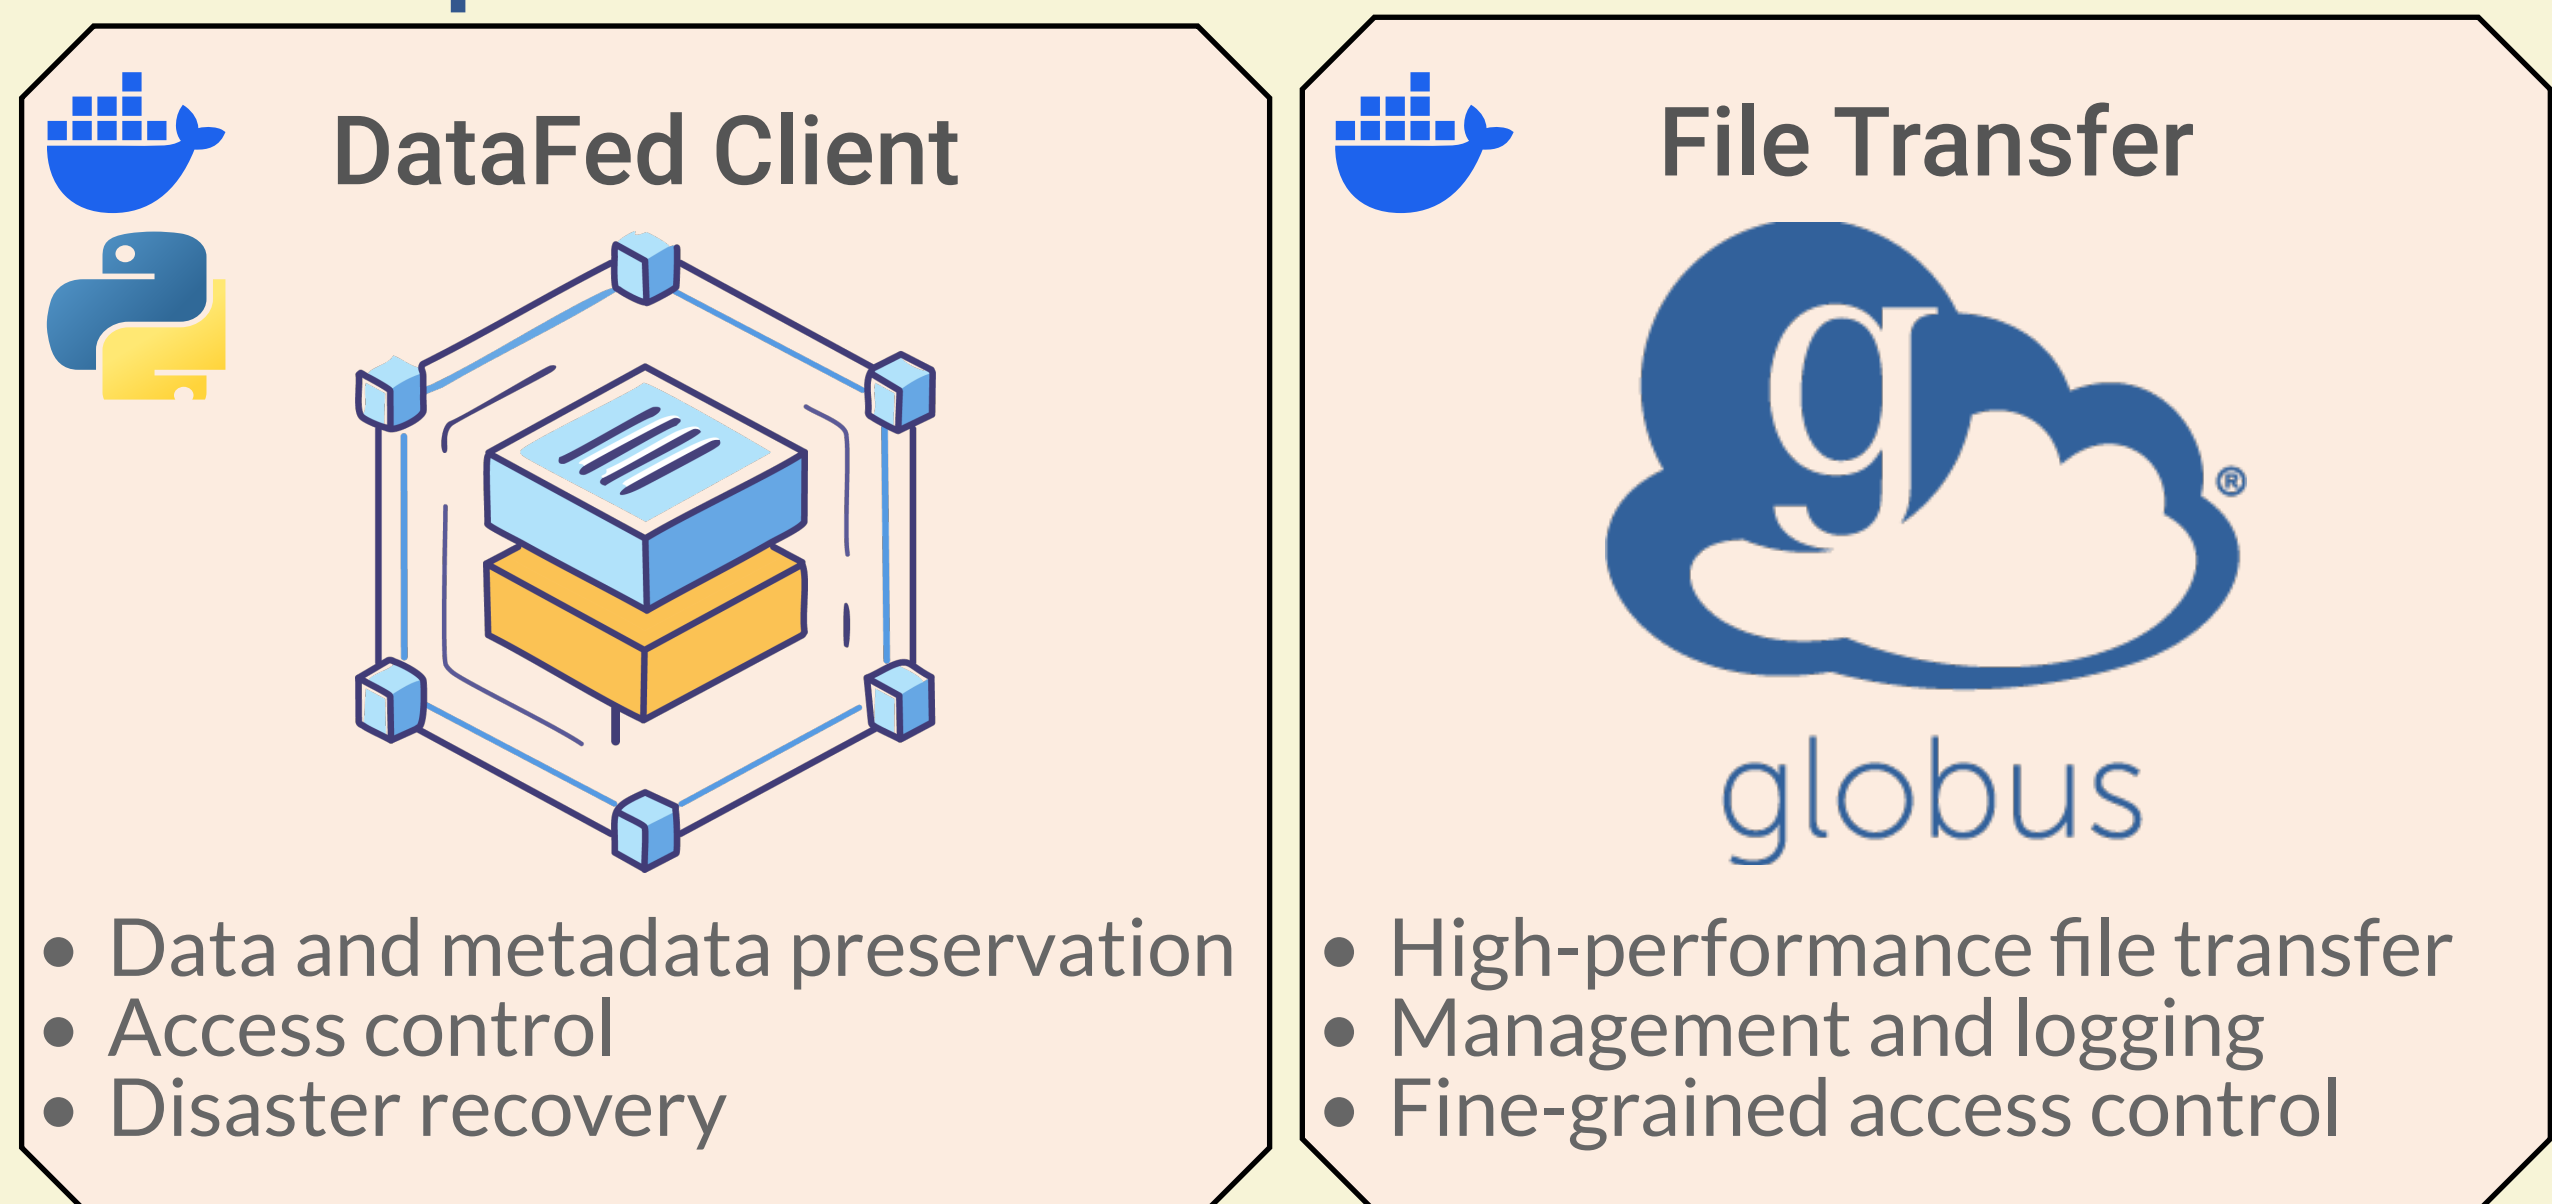 DataFed Client
• Data and metadata preservation
• Access control
• Disaster recovery
File Transfer
g
®
globus
• High-performance file transfer
• Management and logging
• Fine-grained access control